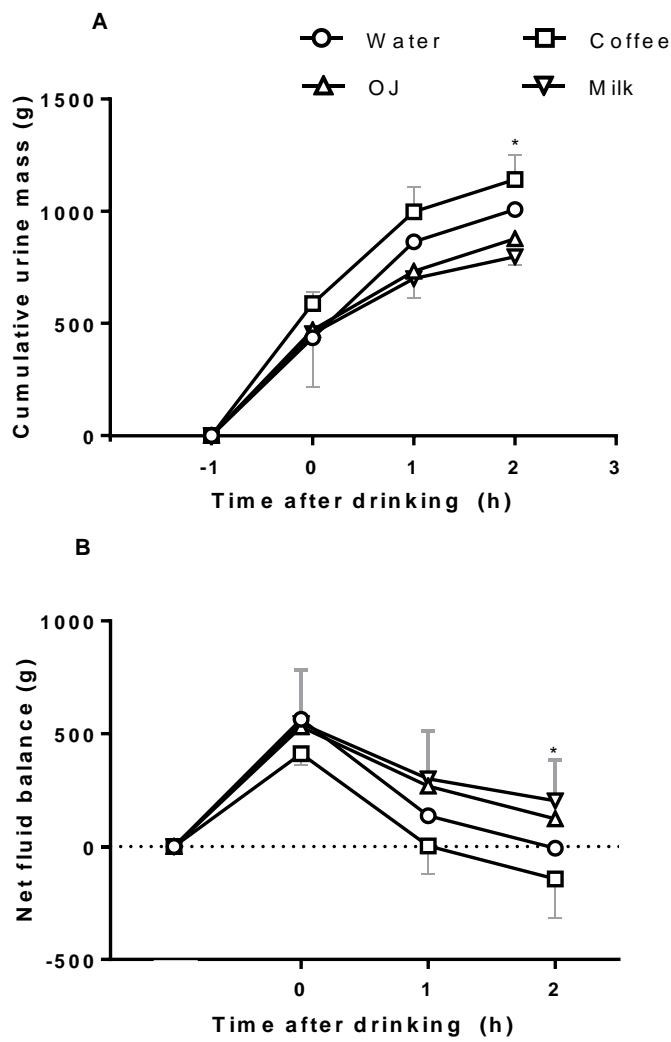 A
Water
Coffee
OJ
Milk
Cumulative urine mass (g)
1500
*
1000
500
0
-1 0 1 2 3
Time after drinking (h)
B
Net fluid balance (g)
1000
500
*
0
-500
0 1 2
Time after drinking (h)